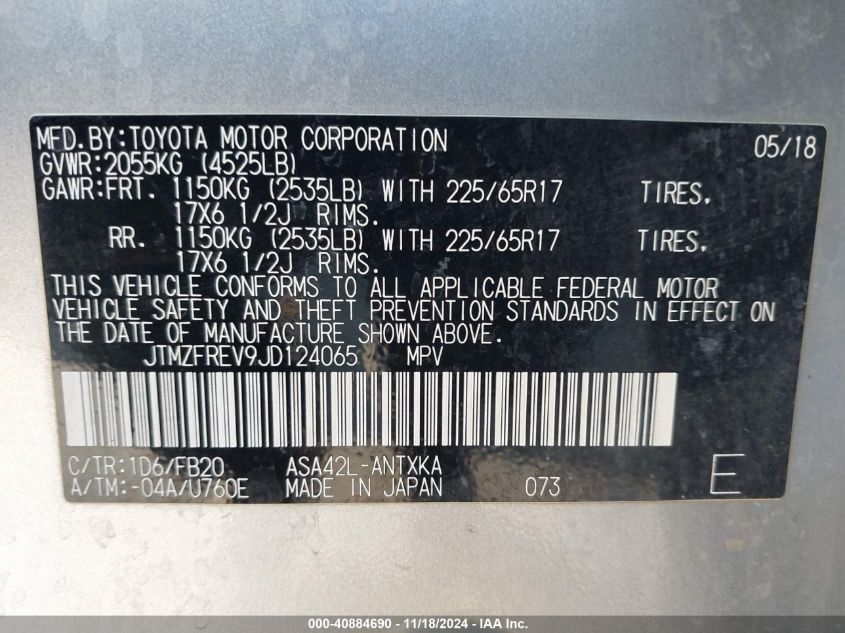 MFD.BY:TOYOTA MOTOR CORPORATION 05/18
GVWR:2055KG (4525LB)
GAWR:FRT. 1150KG (2535LB) WITH 225/65R17 TIRES.
17X6 1/2J RIMS.
RR. 1150KG (2535LB) WITH 225/65R17 TIRES.
17X6 1/2J RIMS.
THIS VEHICLE CONFORMS TO ALL APPLICABLE FEDERAL MOTOR
VEHICLE SAFETY AND THEFT PREVENTION STANDARDS IN EFFECT ON
THE DATE OF MANUFACTURE SHOWN ABOVE.
JTMZFREV9JD124065 MPV
C/TR:1D6/FB20 ASA42L-ANTXKA
A/TM:-04A/U760E MADE IN JAPAN 073 E
000-40884690 - 11/18/2024 - IAA Inc.